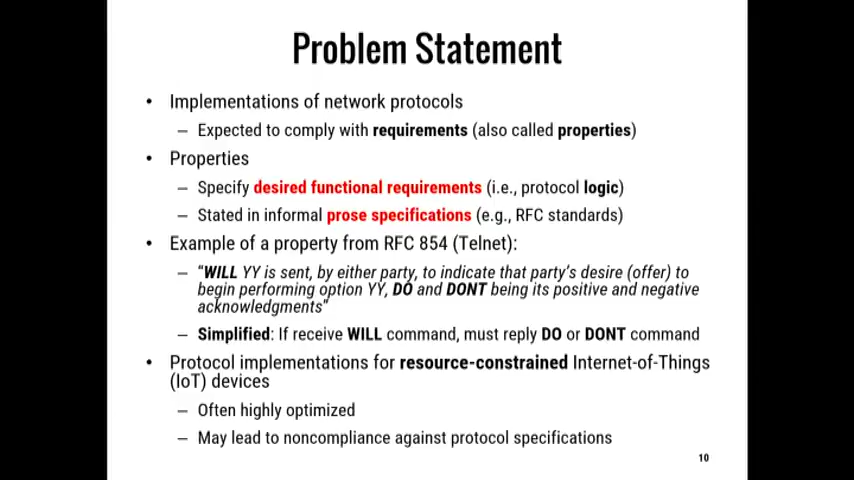 Problem Statement
• Implementations of network protocols
– Expected to comply with requirements (also called properties)
• Properties
– Specify desired functional requirements (i.e., protocol logic)
– Stated in informal prose specifications (e.g., RFC standards)
• Example of a property from RFC 854 (Telnet):
– "WILL YY is sent, by either party, to indicate that party's desire (offer) to
begin performing option YY, DO and DONT being its positive and negative
acknowledgments"
– Simplified: If receive WILL command, must reply DO or DONT command
• Protocol implementations for resource-constrained Internet-of-Things
(IoT) devices
– Often highly optimized
– May lead to noncompliance against protocol specifications
10